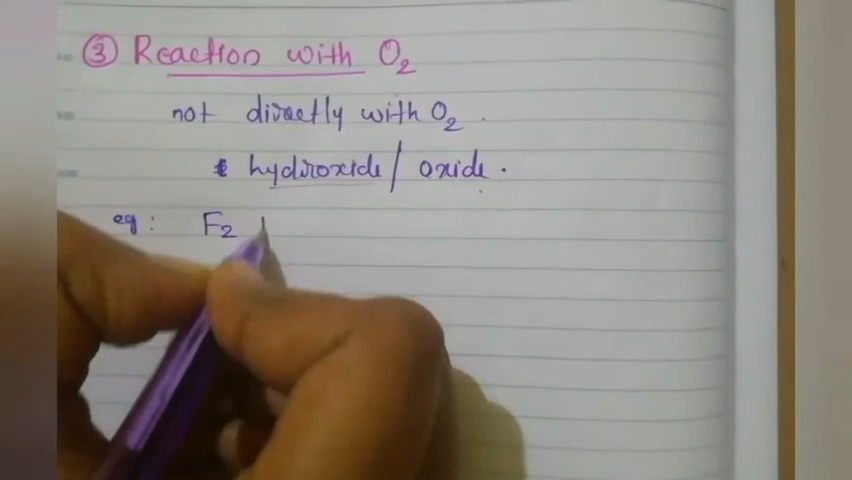 ③ Reaction with O₂
not directly with O₂.
hydroxide / oxide.
eg: F₂